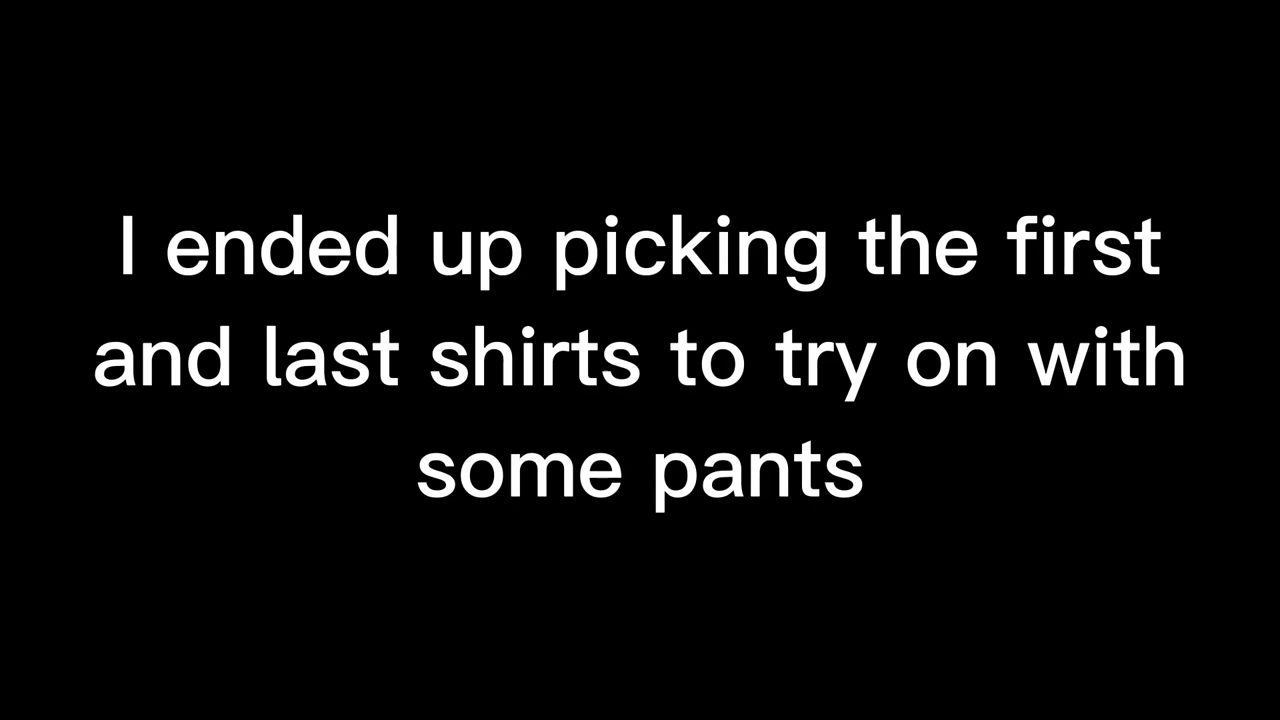 I ended up picking the first
and last shirts to try on with
some pants